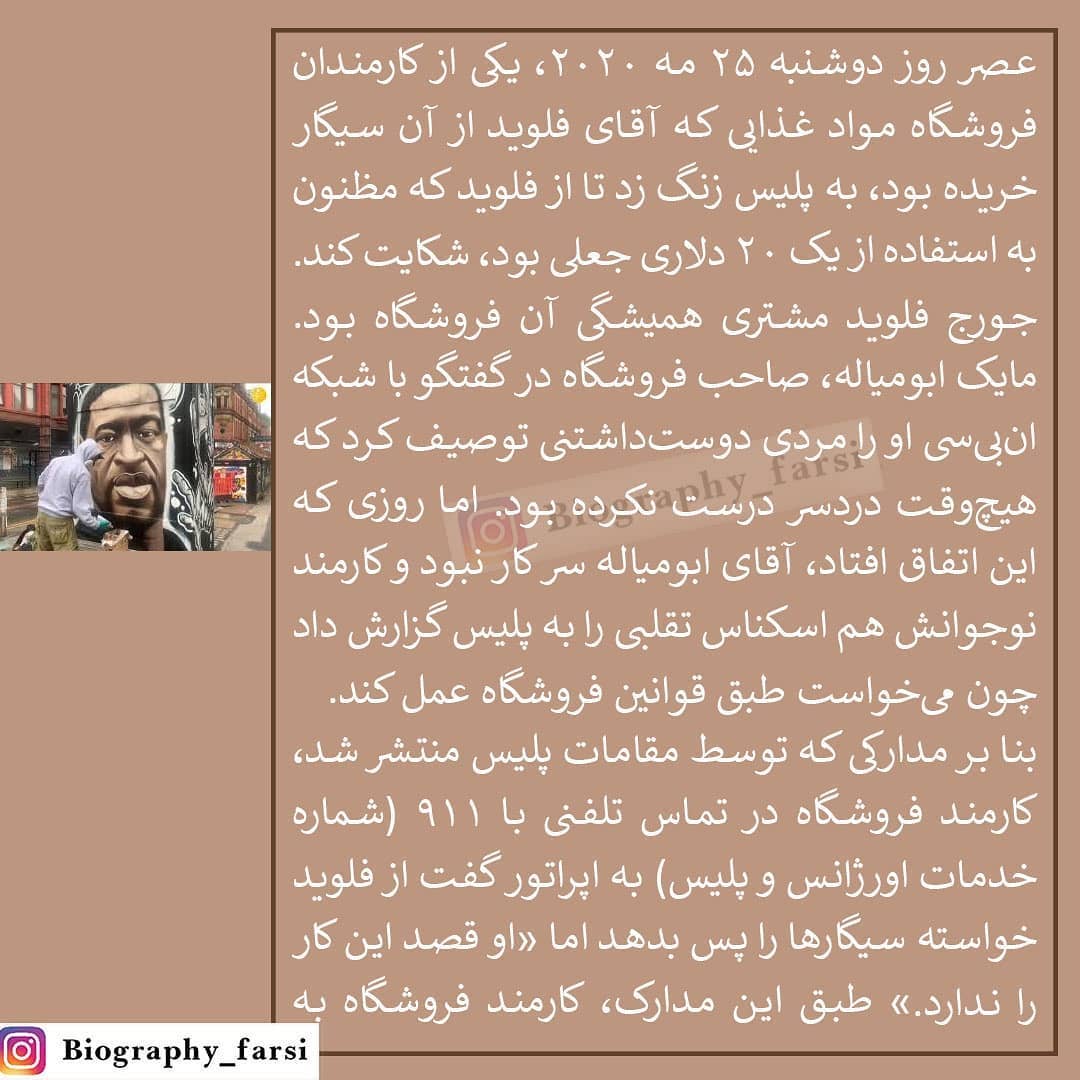 عصر روز دوشنبه ۲۵ مه ۲۰۲۰، یکی از کارمندان
فروشگاه مواد غذایی که آقای فلوید از آن سیگار
خریده بود، به پلیس زنگ زد تا از فلوید که مظنون
به استفاده از یک ۲۰ دلاری جعلی بود، شکایت کند.
جورج فلوید مشتری همیشگی آن فروشگاه بود.
مایک ابومیاله، صاحب فروشگاه در گفتگو با شبکه
ان‌بی‌سی او را مردی دوست‌داشتنی توصیف کرد که
هیچ‌وقت دردسر درست نکرده بود. اما روزی که
این اتفاق افتاد، آقای ابومیاله سر کار نبود و کارمند
نوجوانش هم اسکناس تقلبی را به پلیس گزارش داد
چون می‌خواست طبق قوانین فروشگاه عمل کند.
بنا بر مدارکی که توسط مقامات پلیس منتشر شد،
کارمند فروشگاه در تماس تلفنی با ۹۱۱ (شماره
خدمات اورژانس و پلیس) به اپراتور گفت از فلوید
خواسته سیگارها را پس بدهد اما «او قصد این کار
را ندارد.» طبق این مدارک، کارمند فروشگاه به
Biography_farsi
Biography_farsi